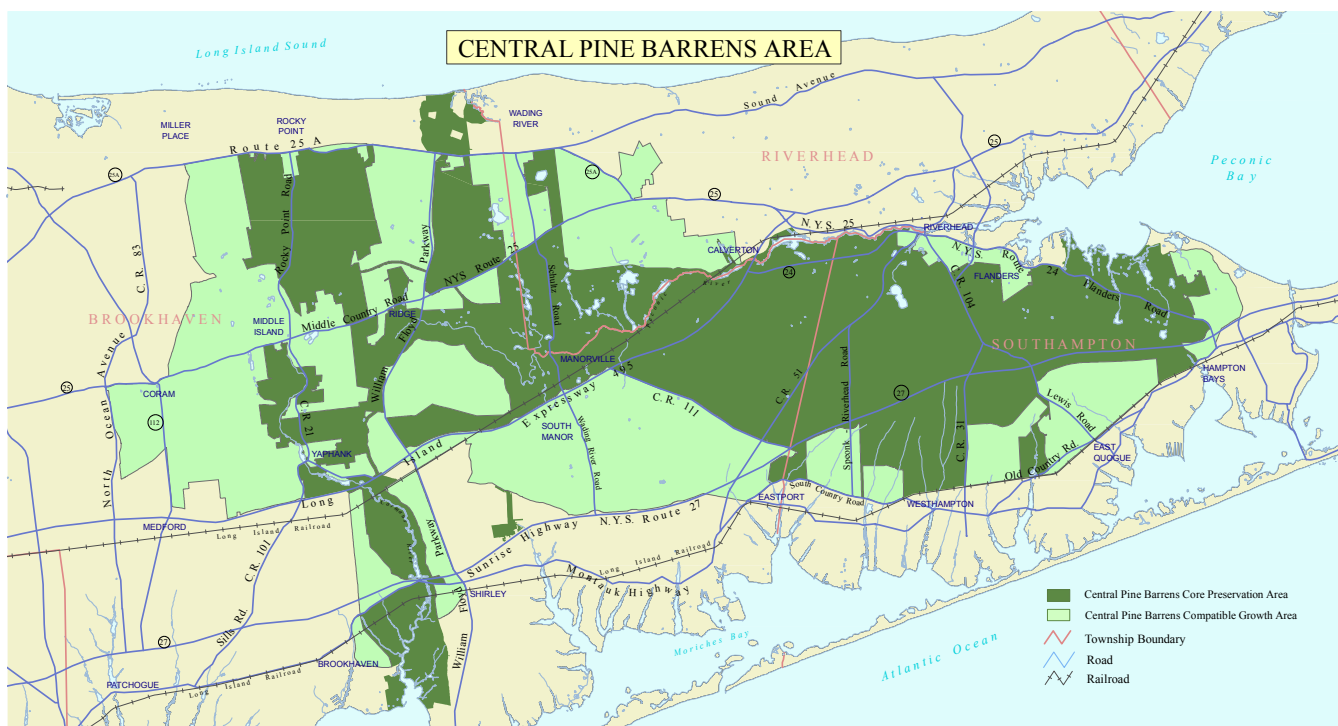 CENTRAL PINE BARRENS AREA
Long Island Sound
Sound Avenue
WADING
RIVER
MILLER
PLACE
ROCKY
POINT
Route 25 A
25A
25A
25
25
RIVERHEAD
Peconic
Bay
C.R. 83
Rocky Point Road
Parkway
NYS Route 25
Schultz Road
N.Y.S. 25
RIVERHEAD
CALVERTON
24
River
N.Y.S. Route 24
FLANDERS
Flanders Road
C.R. 104
BROOKHAVEN
MIDDLE
ISLAND
Middle Country Road
RIDGE
William Floyd
MANORVILLE
SOUTHAMPTON
HAMPTON
BAYS
North Ocean Avenue
25
CORAM
112
C.R. 21
YAPHANK
Long Island Expressway 495
SOUTH
MANOR
Wading River Road
C.R. 111
C.R. 51
Speonk - Riverhead Road
27
C.R. 31
Lewis Road
Old Country Rd.
EAST
QUOGUE
MEDFORD
Long Island Railroad
C.R. 101
Sills Rd.
27
River
Parkway
Sunrise Highway N.Y.S. Route 27
EASTPORT
South Country Road
WESTHAMPTON
Long Island Railroad
Montauk Highway
SHIRLEY
William Floyd
BROOKHAVEN
PATCHOGUE
Long Island Railroad
Moriches Bay
Atlantic Ocean
Central Pine Barrens Core Preservation Area
Central Pine Barrens Compatible Growth Area
Township Boundary
Road
Railroad